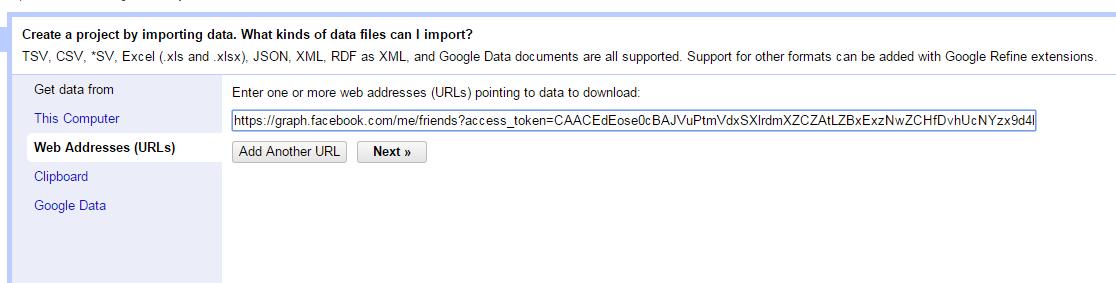 Create a project by importing data. What kinds of data files can I import?
TSV, CSV, *SV, Excel (.xls and .xlsx), JSON, XML, RDF as XML, and Google Data documents are all supported. Support for other formats can be added with Google Refine extensions.
Get data from
This Computer
Web Addresses (URLs)
Clipboard
Google Data
Enter one or more web addresses (URLs) pointing to data to download:
https://graph.facebook.com/me/friends?access_token=CAACEdEose0cBAJVuPtmVdxSXIrdmXZCZAtLZBxExzNwZCHfDvhUcNYzx9d4l
Add Another URL
Next »